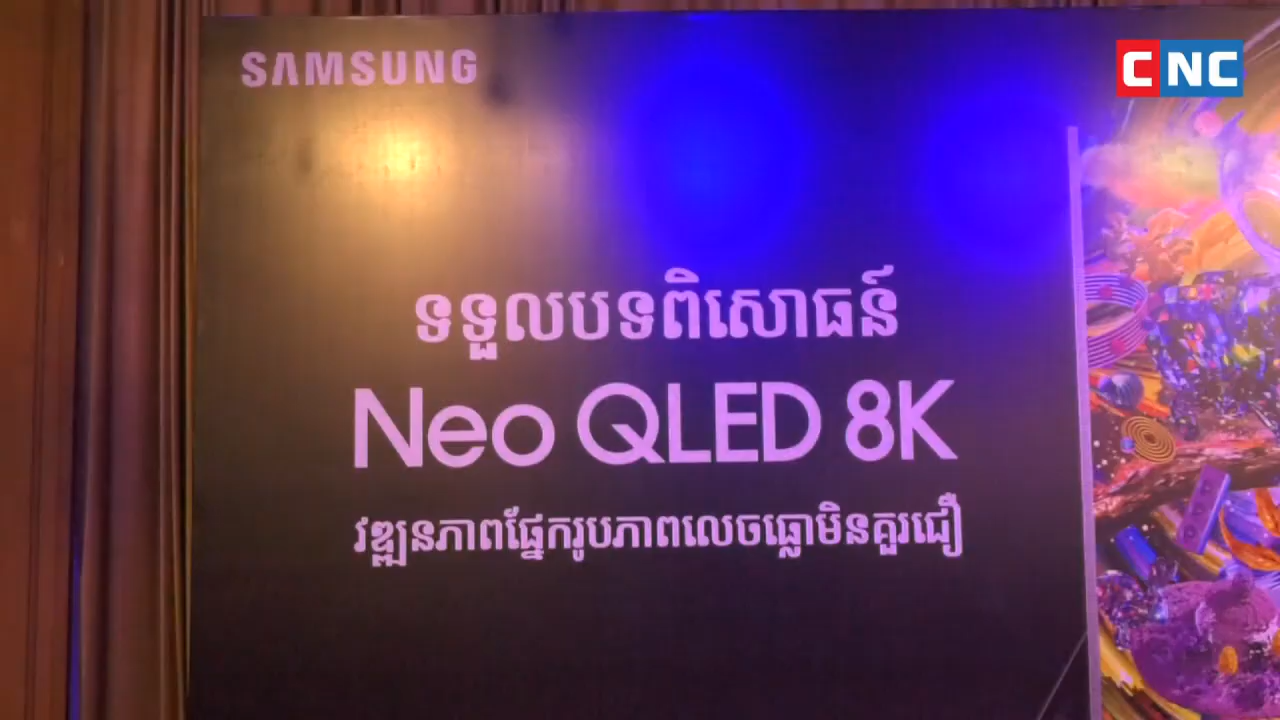 SAMSUNG
CNC
ទទួលបទពិសោធន៍
Neo QLED 8K
វឌ្ឍនភាពផ្នែករូបភាពលេចធ្លោមិនគួរជឿ